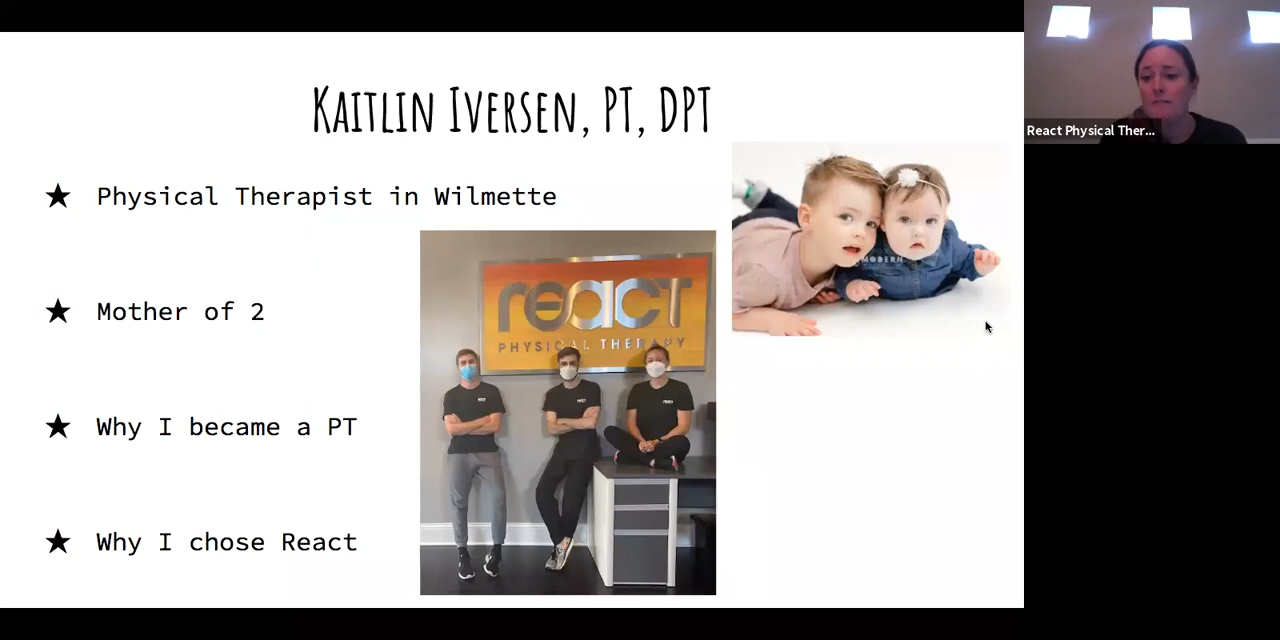 KAITLIN IVERSEN, PT, DPT
★ Physical Therapist in Wilmette
★ Mother of 2
★ Why I became a PT
★ Why I chose React
react
PHYSICAL THERAPY
MODERN
React Physical Ther...